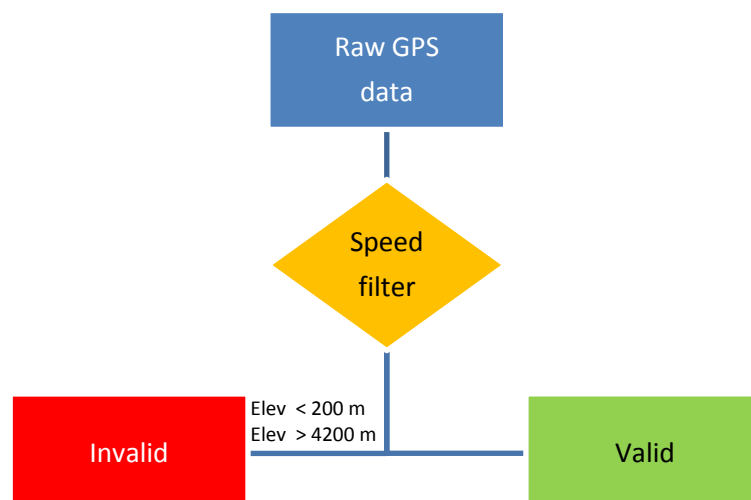 Raw GPS
data
Speed
filter
Elev < 200 m
Elev > 4200 m
Invalid
Valid